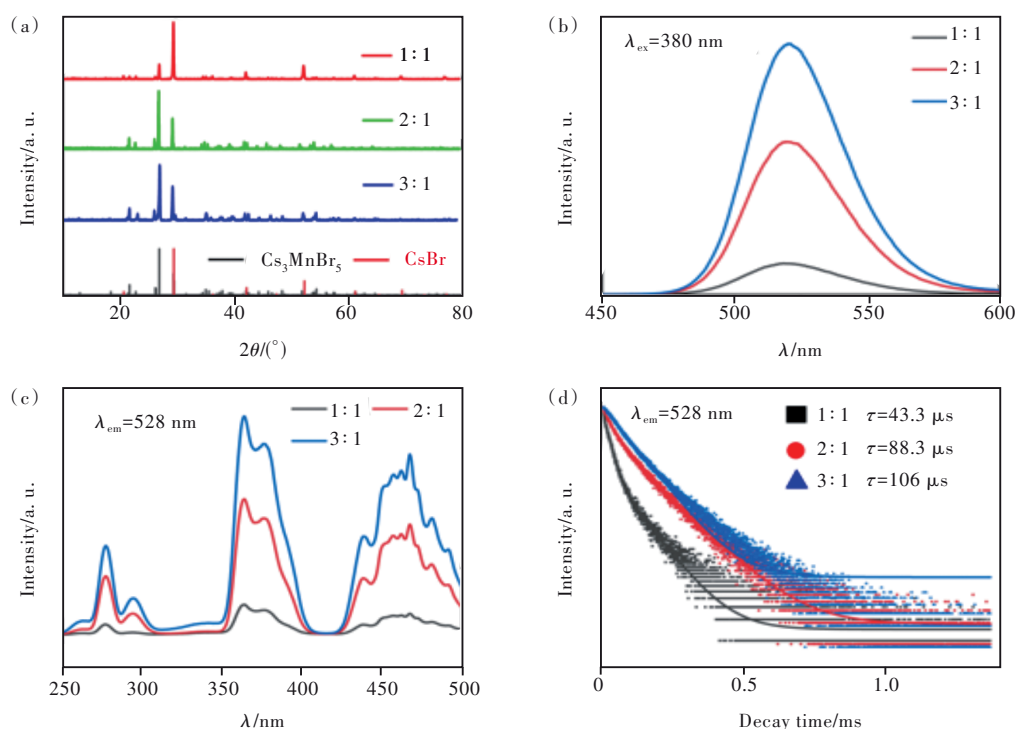 (a)
1∶1
2∶1
3∶1
Cs₃MnBr₅ CsBr
Intensity/a. u.
20 40 60 80
2θ/(°)
(b)
λex=380 nm
1∶1
2∶1
3∶1
Intensity/a. u.
450 500 550 600
λ/nm
(c)
λem=528 nm
1∶1 2∶1
3∶1
Intensity/a. u.
250 300 350 400 450 500
λ/nm
(d)
λem=528 nm
1∶1 τ=43.3 μs
2∶1 τ=88.3 μs
3∶1 τ=106 μs
Intensity/a. u.
0 0.5 1.0
Decay time/ms